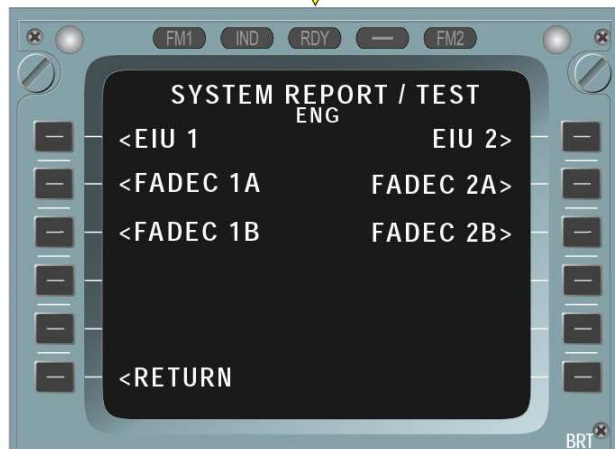 FM1 IND RDY — FM2
SYSTEM REPORT / TEST
ENG
<EIU 1 EIU 2>
<FADEC 1A FADEC 2A>
<FADEC 1B FADEC 2B>
<RETURN
BRT